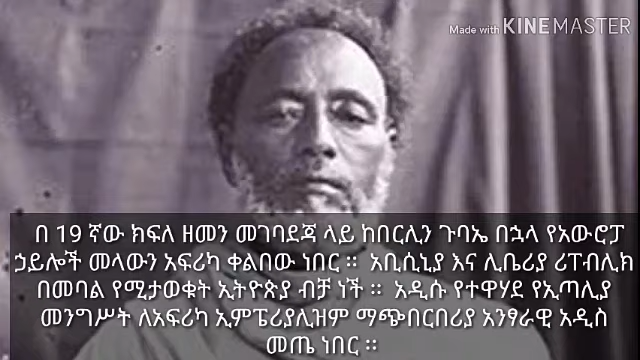 Made with KINEMASTER
በ 19 ኛው ክፍለ ዘመን መገባደጃ ላይ ከበርሊን ጉባኤ በኋላ የአውሮፓ
ኃይሎች መላውን አፍሪካ ቀልበው ነበር ፡፡ አቢሲኒያ እና ሊቤሪያ ሪፐብሊክ
በመባል የሚታወቁት ኢትዮጵያ ብቻ ነች ፡፡ አዲሱ የተዋሃደ የኢጣሊያ
መንግሥት ለአፍሪካ ኢምፔሪያሊዝም ማጭበርበሪያ አንፃራዊ አዲስ
መጤ ነበር ፡፡